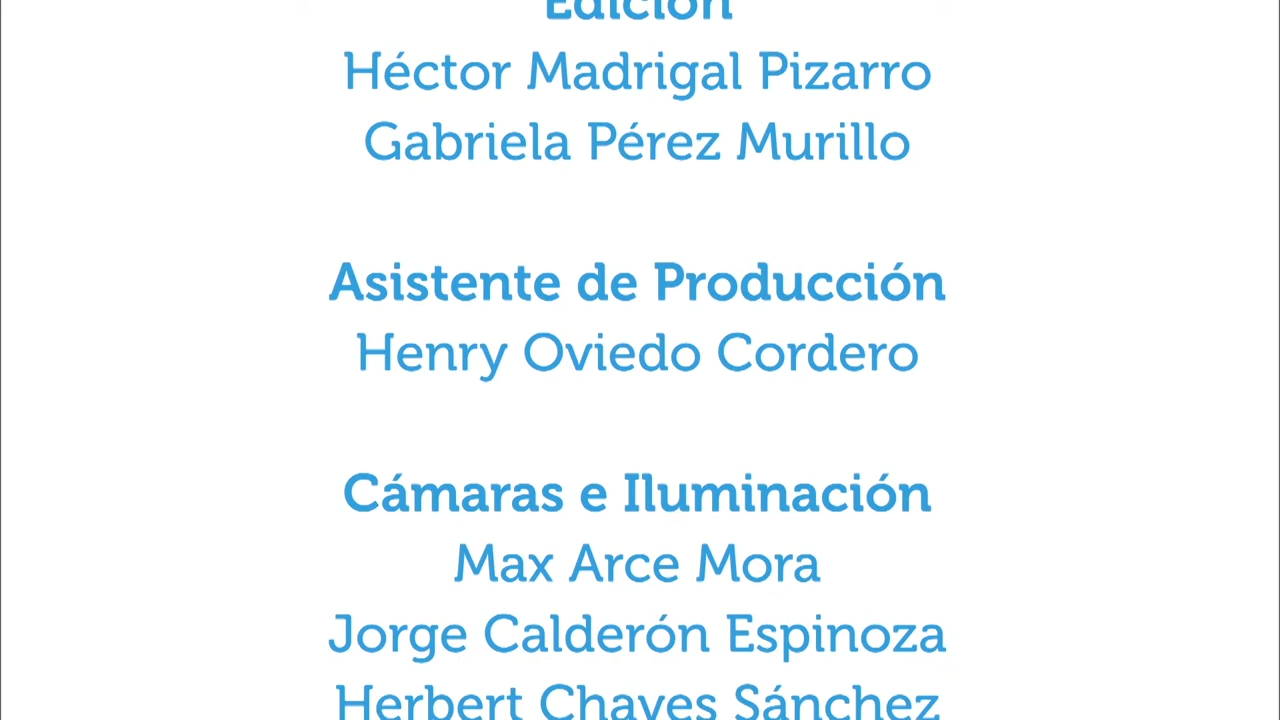 Edición
Héctor Madrigal Pizarro
Gabriela Pérez Murillo
Asistente de Producción
Henry Oviedo Cordero
Cámaras e Iluminación
Max Arce Mora
Jorge Calderón Espinoza
Herbert Chaves Sánchez